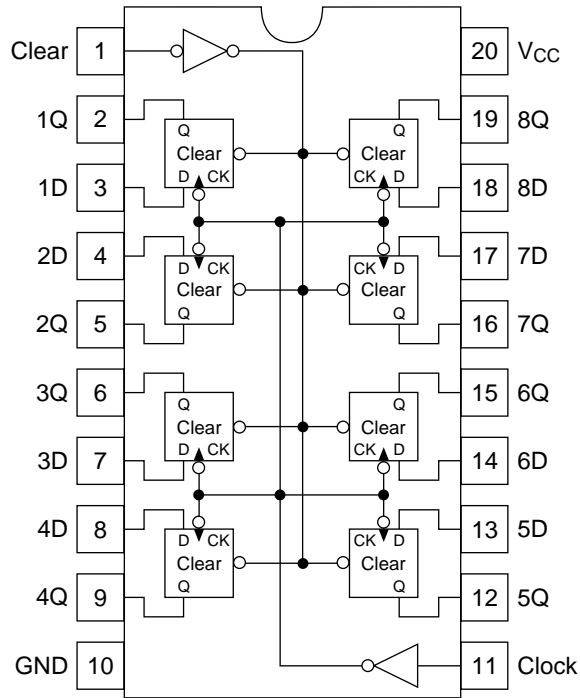 Clear 1 20 VCC
1Q 2 19 8Q
Q Q
Clear Clear
D CK CK D
1D 3 18 8D
2D 4 17 7D
D CK CK D
Clear Clear
Q Q
2Q 5 16 7Q
3Q 6 15 6Q
Q Q
Clear Clear
D CK CK D
3D 7 14 6D
4D 8 13 5D
D CK CK D
Clear Clear
Q Q
4Q 9 12 5Q
GND 10 11 Clock